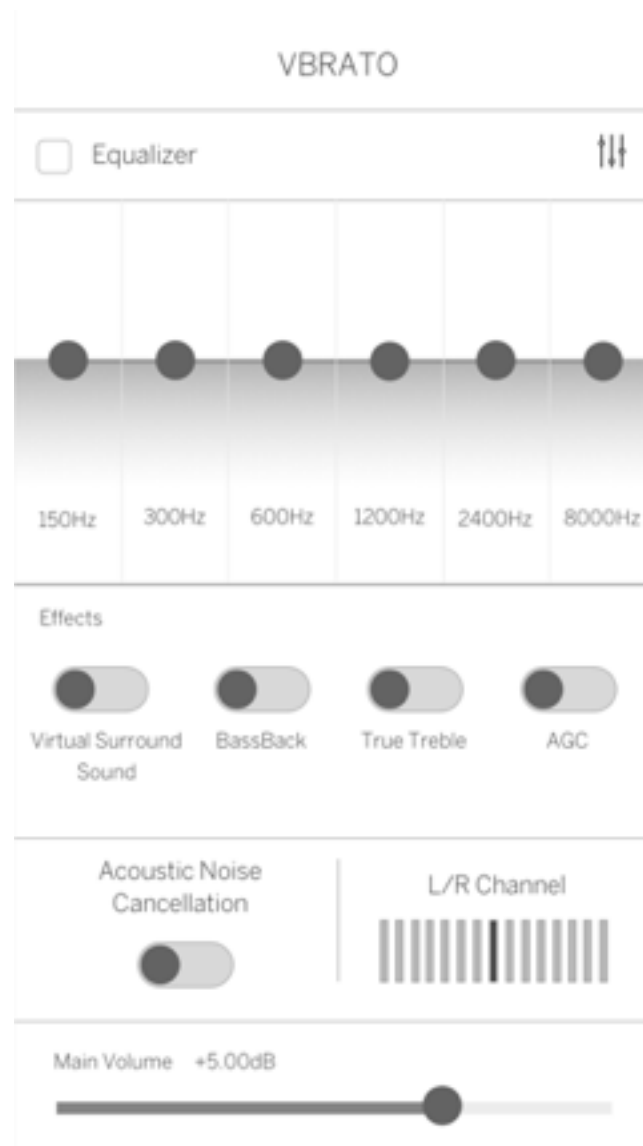 VBRATO
Equalizer
150Hz 300Hz 600Hz 1200Hz 2400Hz 8000Hz
Effects
Virtual Surround Sound BassBack True Treble AGC
Acoustic Noise Cancellation
L/R Channel
Main Volume +5.00dB